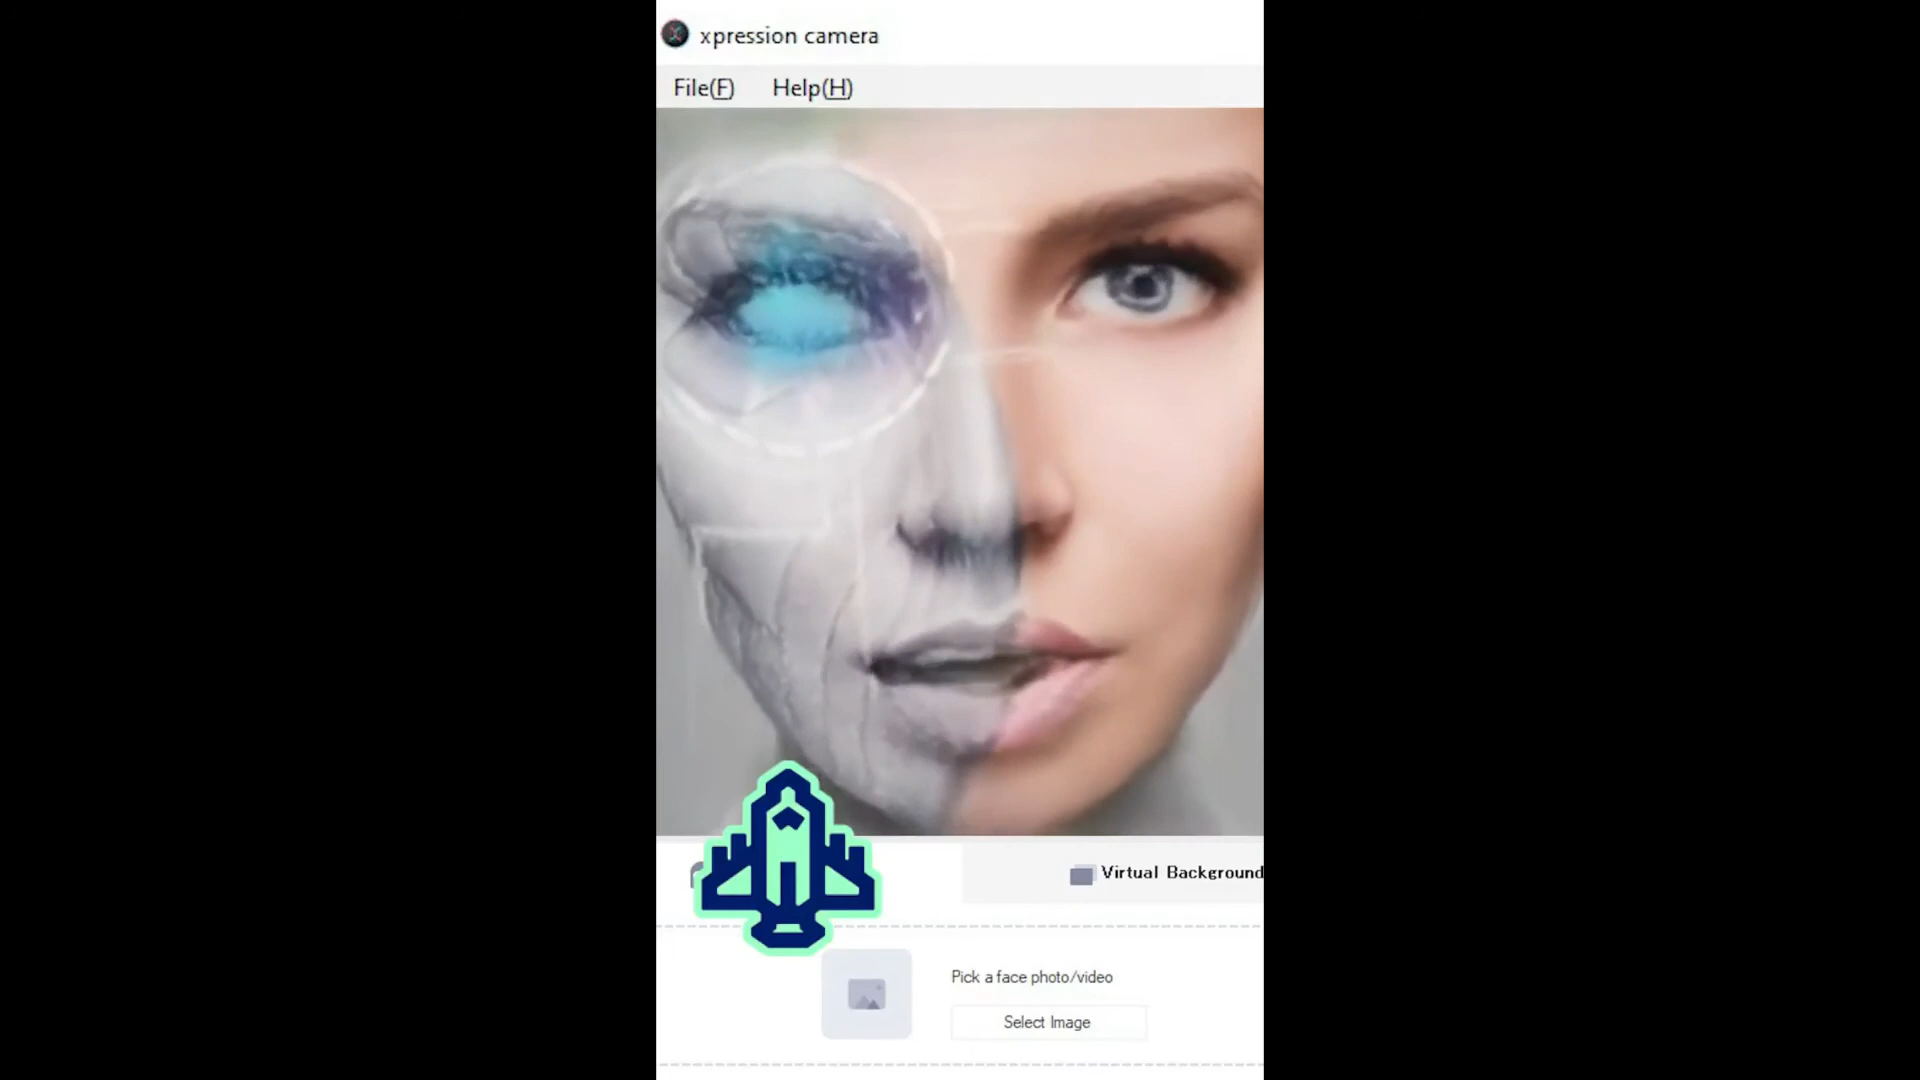 xpression camera
File(F) Help(H)
Virtual Background
Pick a face photo/video
Select Image